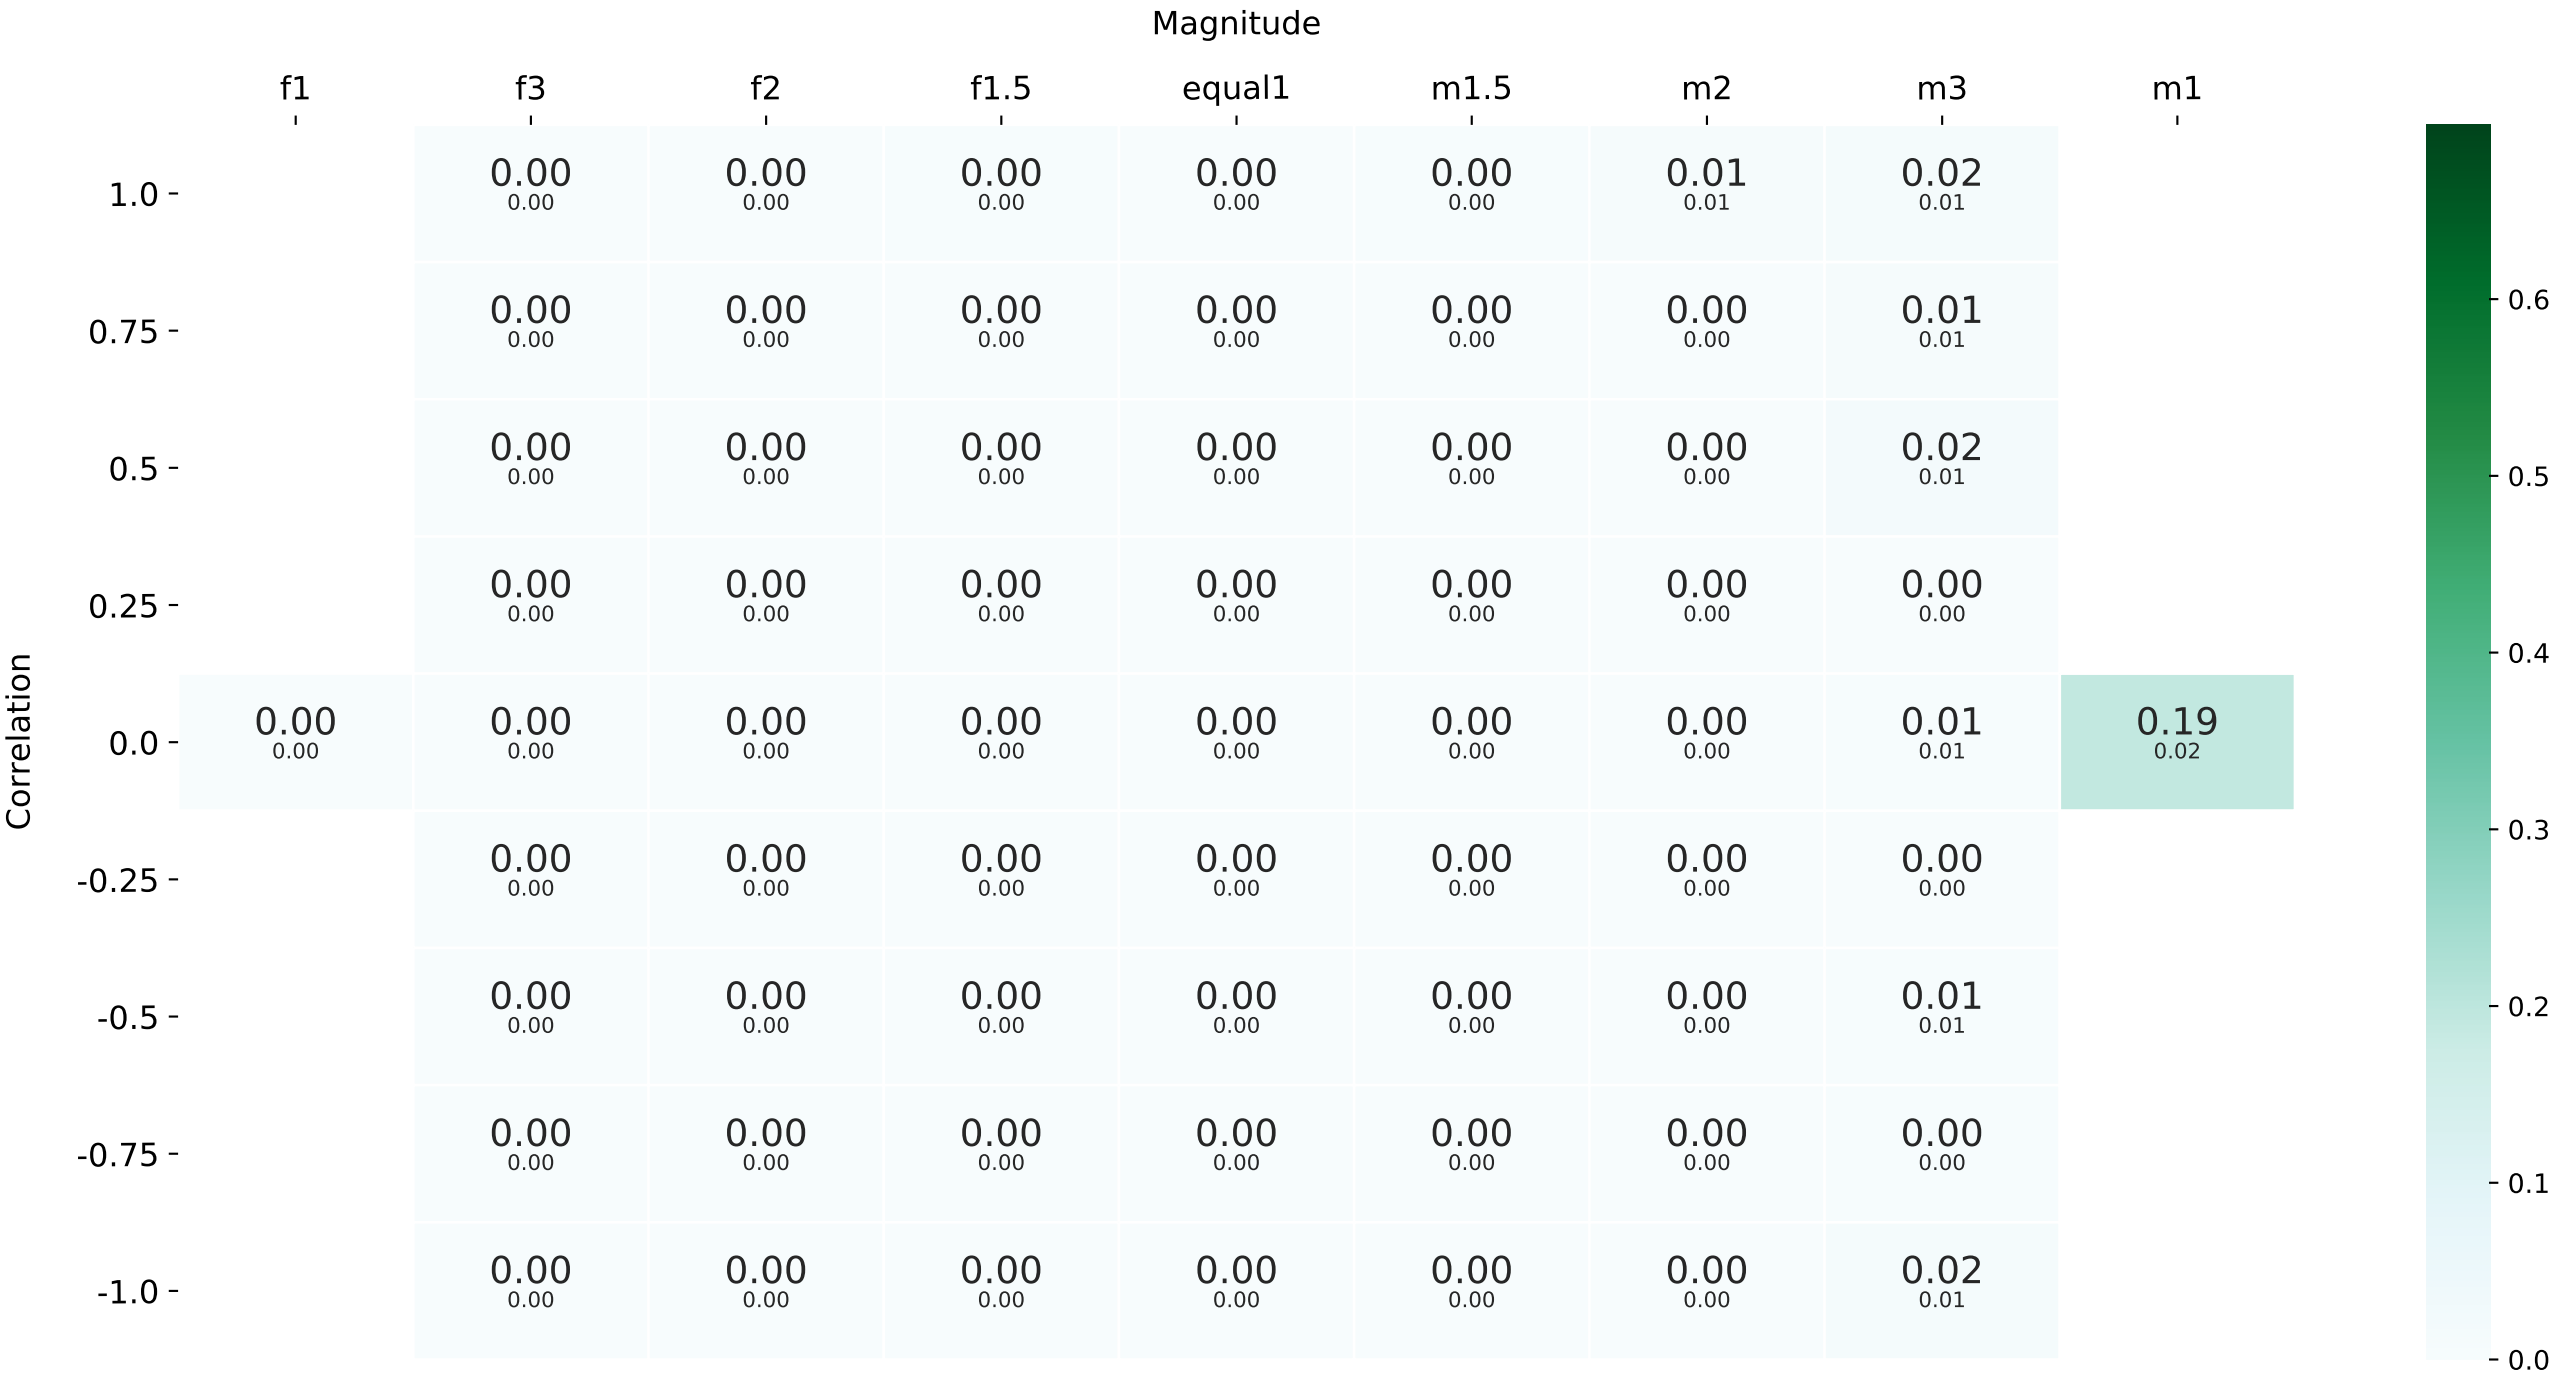 Magnitude
f1 f3 f2 f1.5 equal1 m1.5 m2 m3 m1
1.0 0.00 0.00 0.00 0.00 0.00 0.01 0.02
0.00 0.00 0.00 0.00 0.00 0.01 0.01
0.75 0.00 0.00 0.00 0.00 0.00 0.00 0.01
0.00 0.00 0.00 0.00 0.00 0.00 0.01
0.5 0.00 0.00 0.00 0.00 0.00 0.00 0.02
0.00 0.00 0.00 0.00 0.00 0.00 0.01
0.25 0.00 0.00 0.00 0.00 0.00 0.00 0.00
0.00 0.00 0.00 0.00 0.00 0.00 0.00
Correlation
0.0 0.00 0.00 0.00 0.00 0.00 0.00 0.00 0.01 0.19
0.00 0.00 0.00 0.00 0.00 0.00 0.00 0.01 0.02
-0.25 0.00 0.00 0.00 0.00 0.00 0.00 0.00
0.00 0.00 0.00 0.00 0.00 0.00 0.00
-0.5 0.00 0.00 0.00 0.00 0.00 0.00 0.01
0.00 0.00 0.00 0.00 0.00 0.00 0.01
-0.75 0.00 0.00 0.00 0.00 0.00 0.00 0.00
0.00 0.00 0.00 0.00 0.00 0.00 0.00
-1.0 0.00 0.00 0.00 0.00 0.00 0.00 0.02
0.00 0.00 0.00 0.00 0.00 0.00 0.01
0.6
0.5
0.4
0.3
0.2
0.1
0.0